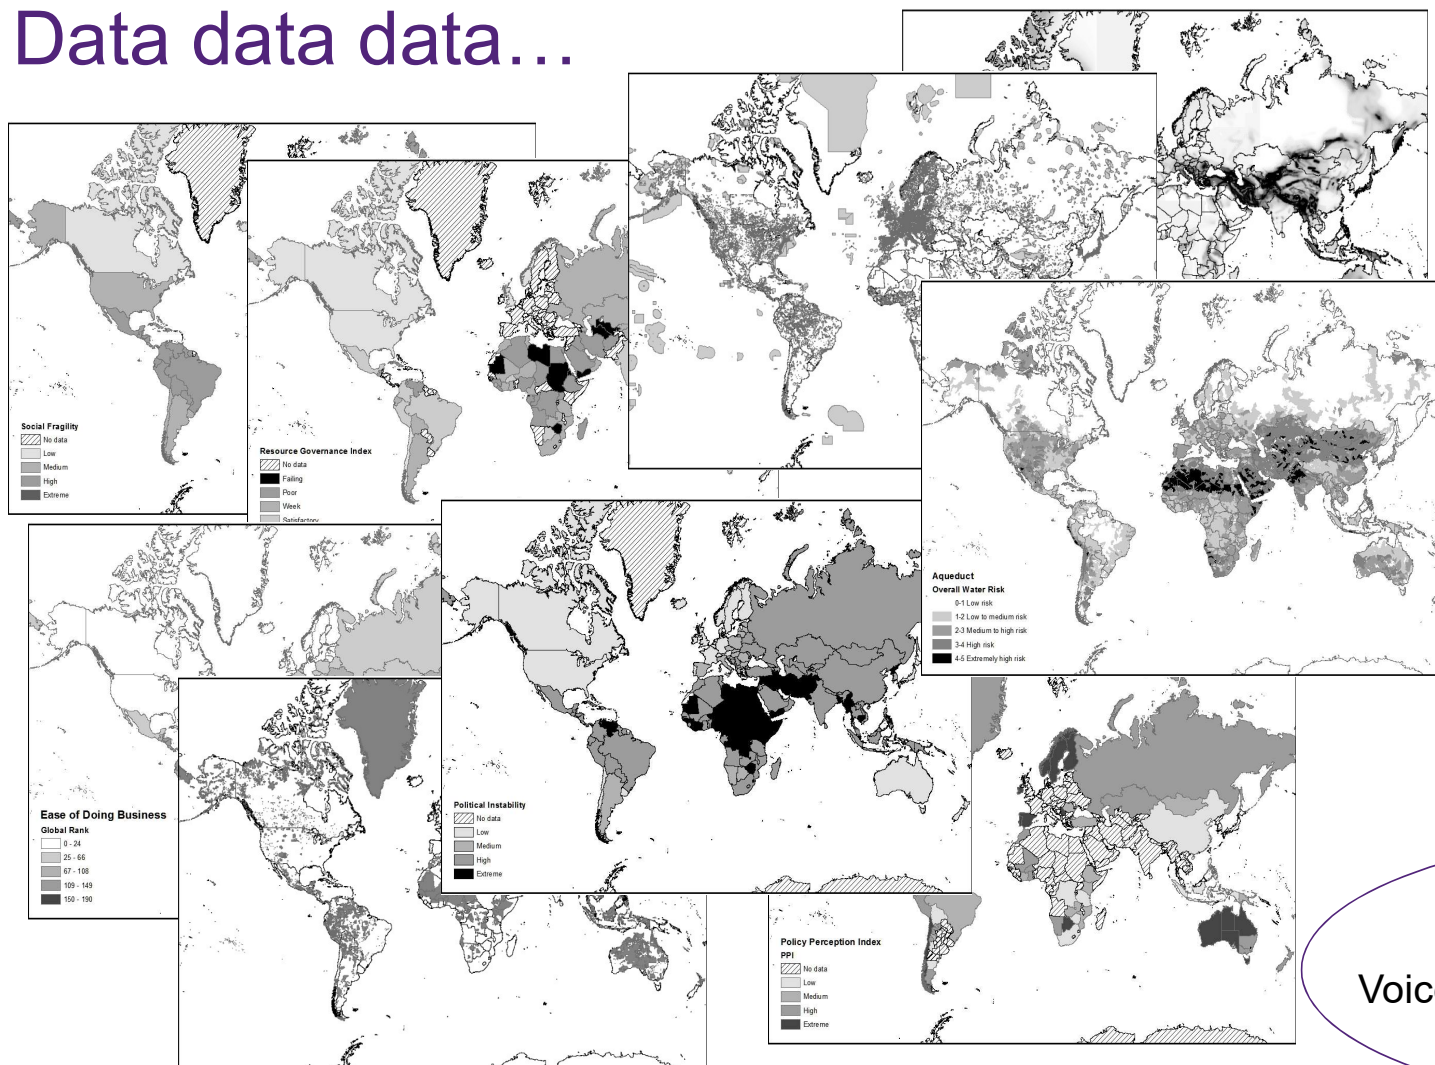 Data data data…
Social Fragility
No data
Low
Medium
High
Extreme
Resource Governance Index
No data
Failing
Poor
Week
Satisfactory
Aqueduct
Overall Water Risk
0-1 Low risk
1-2 Low to medium risk
2-3 Medium to high risk
3-4 High risk
4-5 Extremely high risk
Ease of Doing Business
Global Rank
0 - 24
25 - 66
67 - 108
109 - 149
150 - 190
Political Instability
No data
Low
Medium
High
Extreme
Policy Perception Index
PPI
No data
Low
Medium
High
Extreme
Voic